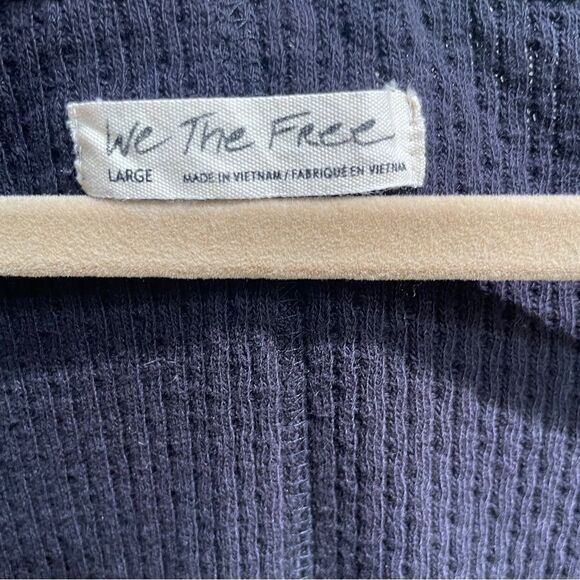 We The Free
LARGE MADE IN VIETNAM / FABRIQUÉ EN VIETNAM